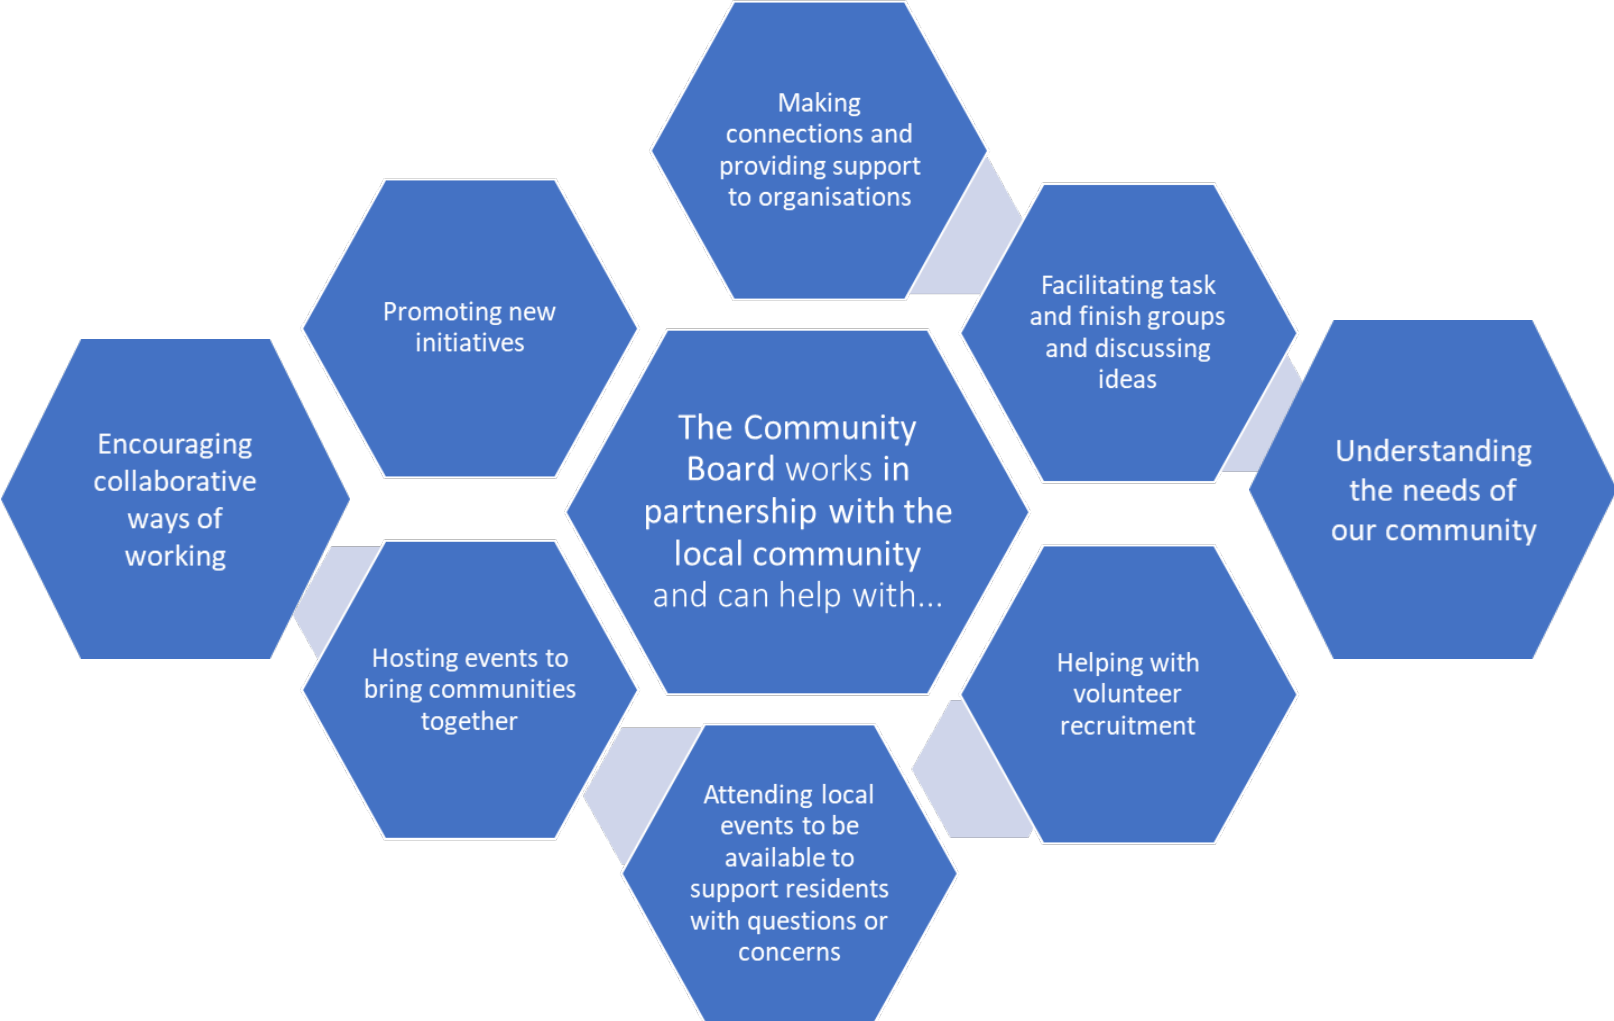 Making
connections and
providing support
to organisations
Promoting new
initiatives
Facilitating task
and finish groups
and discussing
ideas
Encouraging
collaborative
ways of
working
The Community
Board works in
partnership with the
local community
and can help with...
Understanding
the needs of
our community
Hosting events to
bring communities
together
Helping with
volunteer
recruitment
Attending local
events to be
available to
support residents
with questions or
concerns